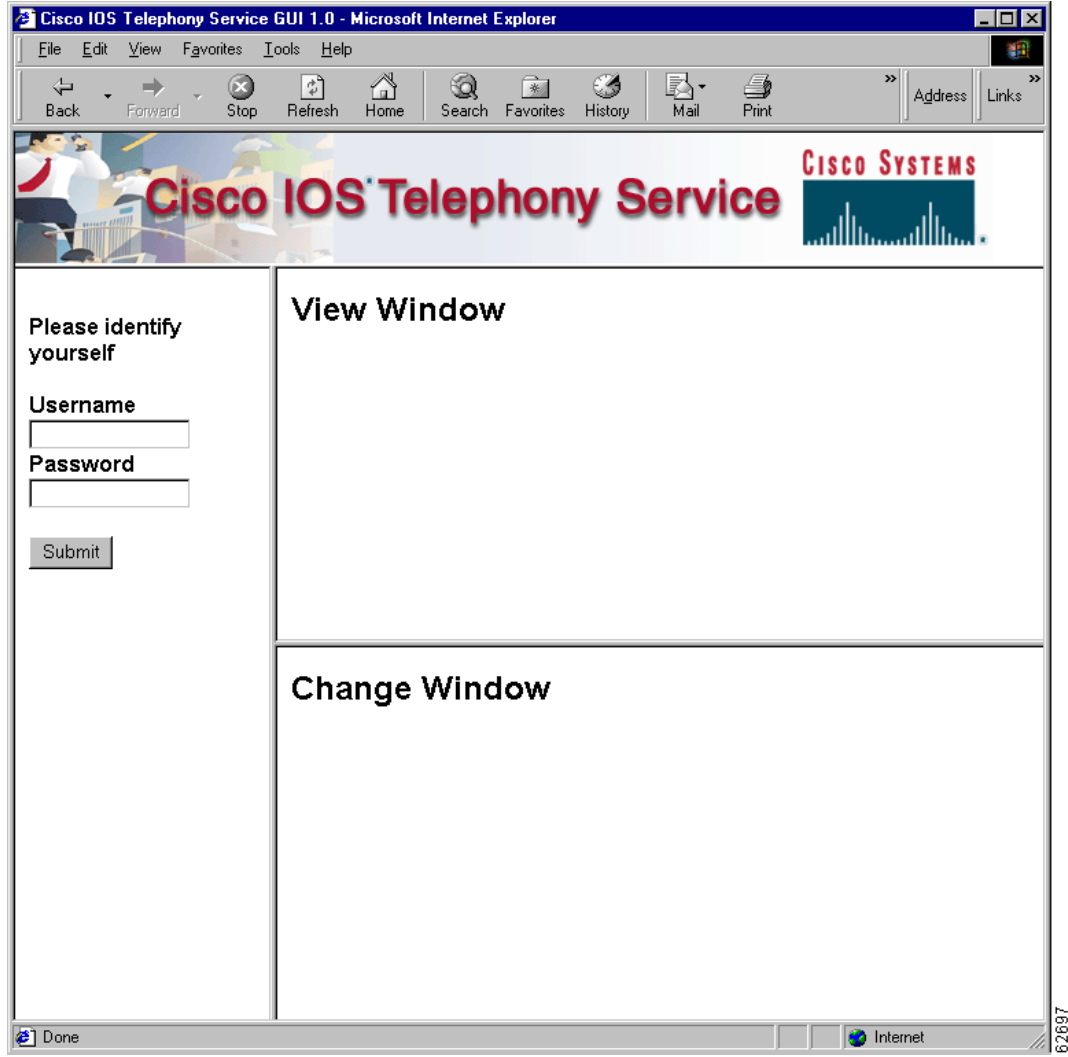 Cisco IOS Telephony Service GUI 1.0 - Microsoft Internet Explorer
File Edit View Favorites Tools Help
Back Forward Stop Refresh Home Search Favorites History Mail Print » Address Links »
Cisco IOS Telephony Service
CISCO SYSTEMS
Please identify
yourself
Username
Password
Submit
View Window
Change Window
Done
Internet
62697